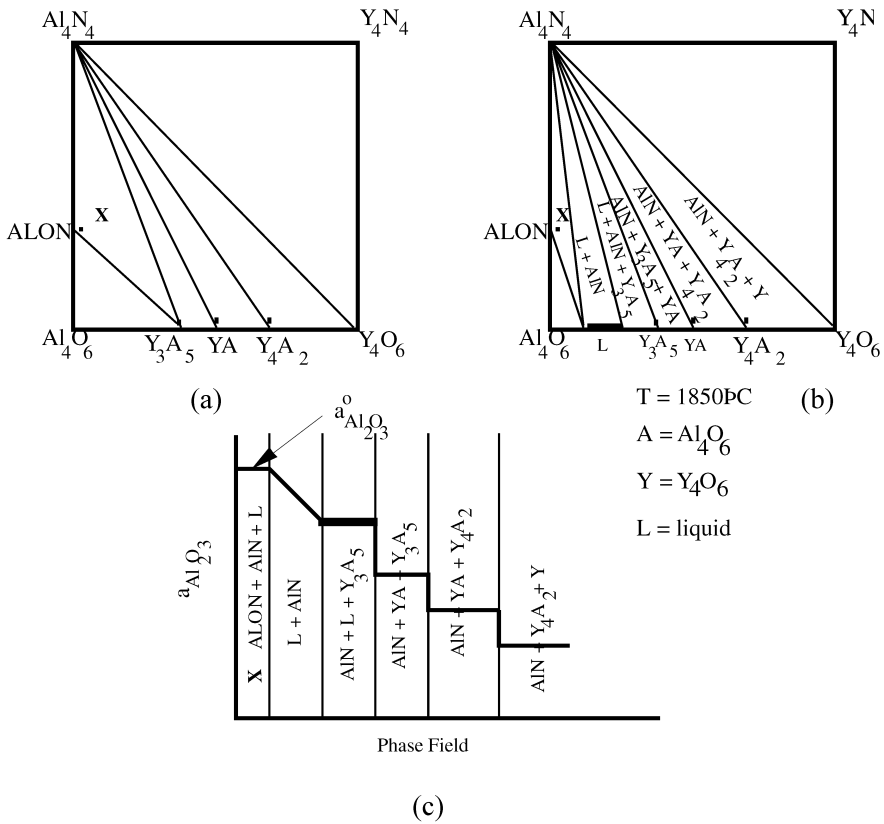 Al4N4
Y4N4
X
ALON
Al4O6
Y3A5
YA
Y4A2
Y4O6
(a)
Al4N4
Y4N
X
ALON
L + AlN
L + AlN + Y3A5
AlN + Y3A5 + YA
AlN + YA + Y4A2
AlN + Y4A2 + Y
Al4O6
L
Y3A5
YA
Y4A2
Y4O6
(b)
T = 1850ÞC
A = Al4O6
Y = Y4O6
L = liquid
a°Al2O3
aAl2O3
X ALON + AlN + L
L + AlN
AlN + L + Y3A5
AlN + YA + Y3A5
AlN + YA + Y4A2
AlN + Y4A2 + Y
Phase Field
(c)